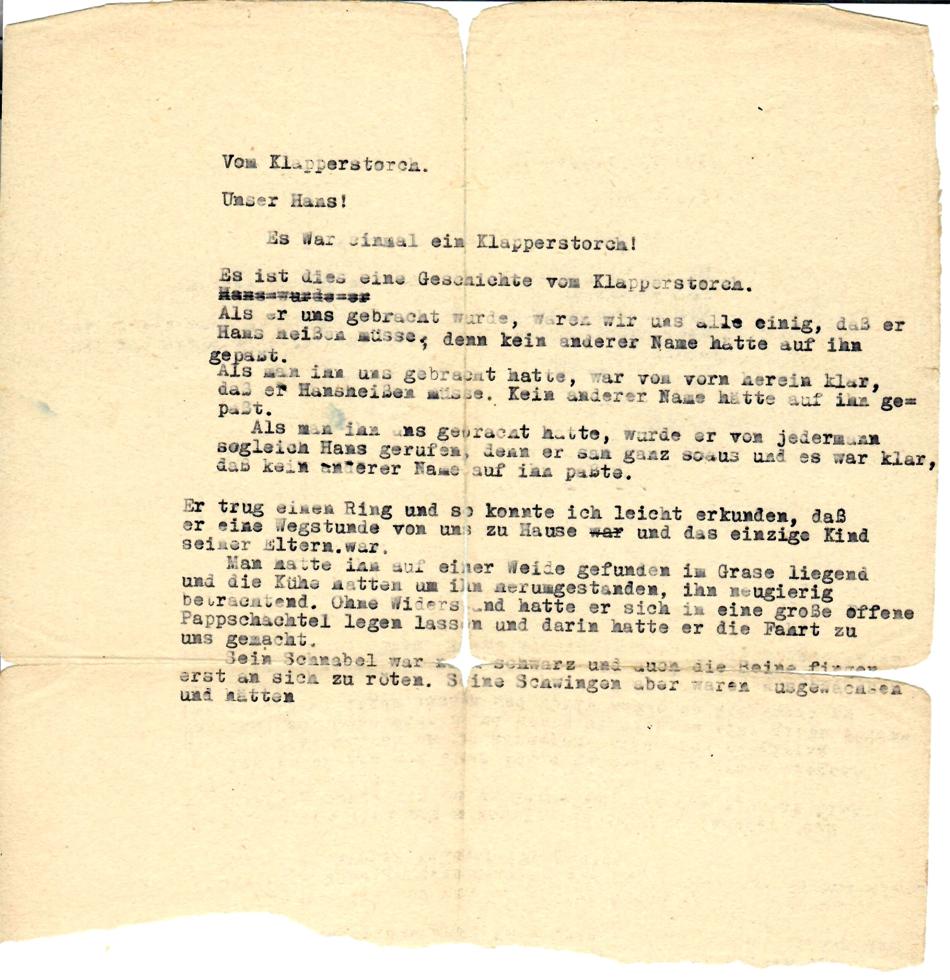 Vom Klapperstorch.
Unser Hans!
Es War einmal ein Klapperstorch!
Es ist dies eine Geschichte vom Klapperstorch.
Hans=wurde=er
Als er uns gebracht wurde, waren wir uns alle einig, daß er
Hans heißen müsse, denn kein anderer Name hätte auf ihn
gepaßt.
Als man ihn uns gebracht hatte, war von vorn herein klar,
daß er Hansheißen müsse. Kein anderer Name hätte auf ihn ge=
paßt.
Als man ihn uns gebracht hatte, wurde er von jedermann
sogleich Hans gerufen, denn er sah ganz soaus und es war klar,
daß kein anderer Name auf ihn paßte.
Er trug einen Ring und so konnte ich leicht erkunden, daß
er eine Wegstunde von uns zu Hause war und das einzige Kind
seiner Eltern.war.
Man hatte ihn auf einer Weide gefunden im Grase liegend
und die Kühe hatten um ihn herumgestanden, ihn neugierig
betrachtend. Ohne Widerstand hatte er sich in eine große offene
Pappschachtel legen lassen und darin hatte er die Fahrt zu
uns gemacht.
Sein Schnabel war schwarz und auch die Beine fingen
erst an sich zu röten. Seine Schwingen aber waren ausgewachsen
und hätten